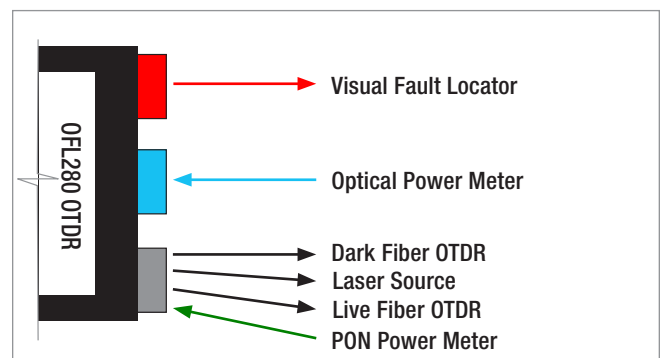 OFL280 OTDR
Visual Fault Locator
Optical Power Meter
Dark Fiber OTDR
Laser Source
Live Fiber OTDR
PON Power Meter